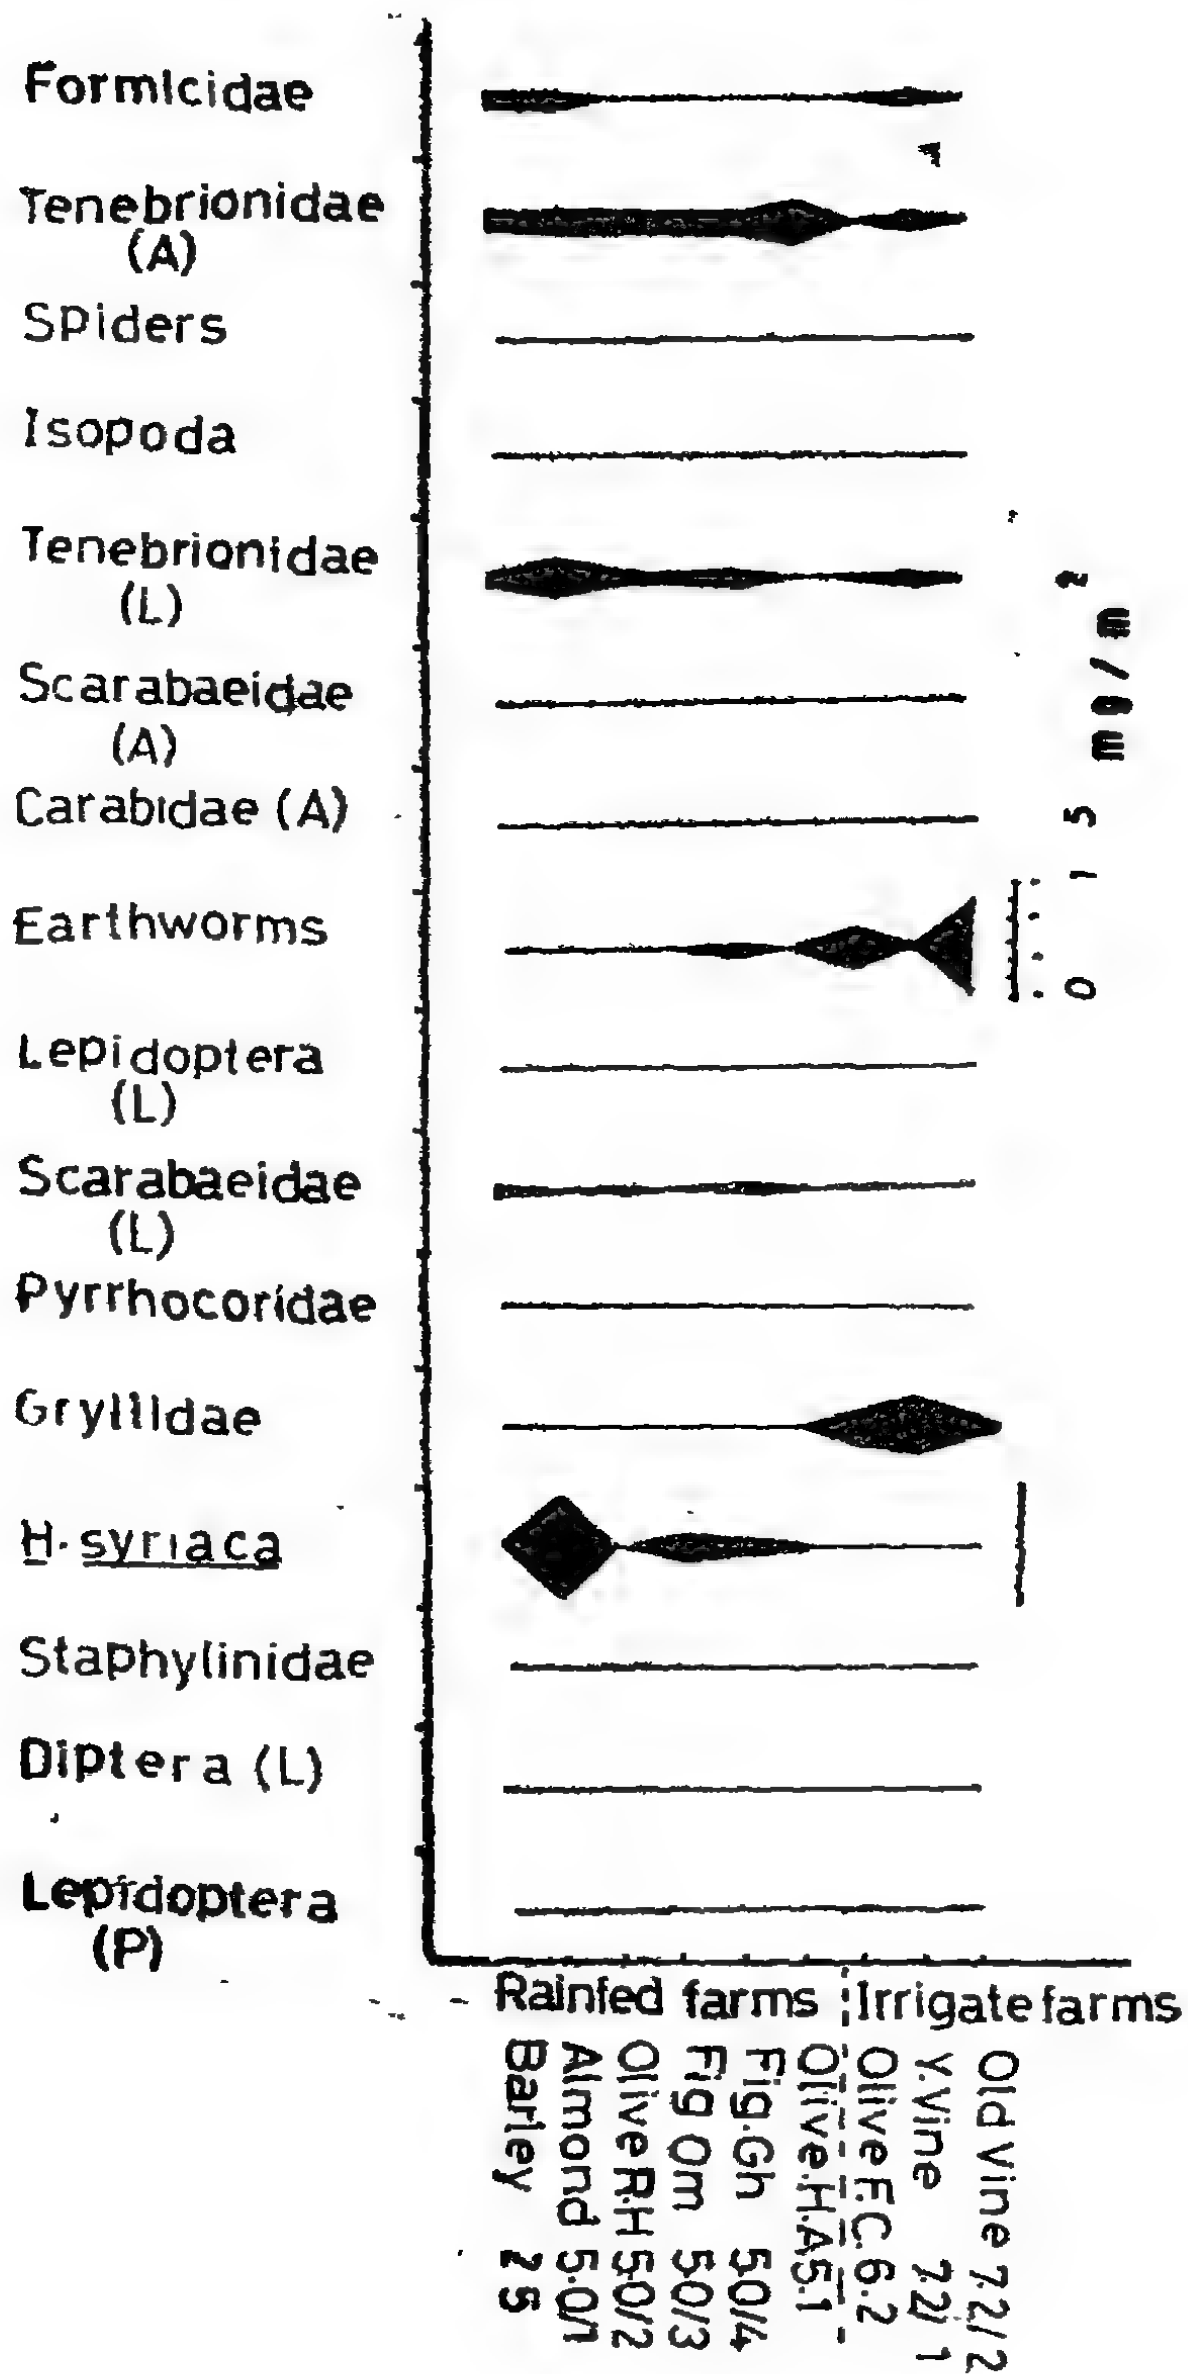 Formicidae
Tenebrionidae
(A)
Spiders
Isopoda
Tenebrionidae
(L)
Scarabaeidae
(A)
Carabidae (A)
Earthworms
Lepidoptera
(L)
Scarabaeidae
(L)
Pyrrhocoridae
Gryllidae
H. syriaca
Staphylinidae
Diptera (L)
Lepidoptera
(P)
0 15 mg/m²
Rainfed farms Irrigate farms
Barley 25
Almond 5.0/1
Olive R.H 5.0/2
Fig Om 5.0/3
Fig.Gh 5.0/4
Olive.H.A 5.1
Olive F.C. 6.2
Y.Vine 7.2/1
Old Vine 7.2/2